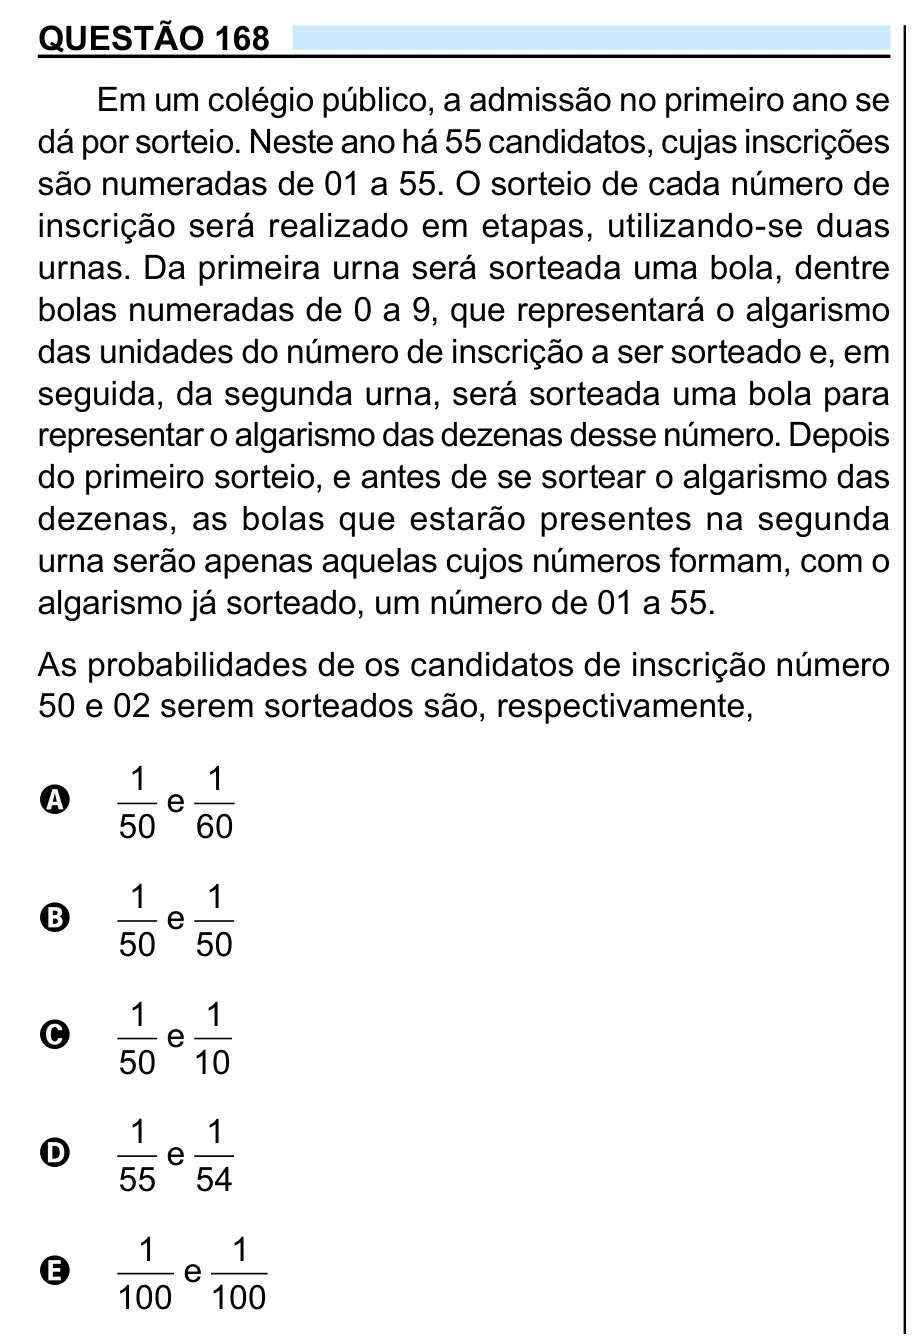 QUESTÃO 168
Em um colégio público, a admissão no primeiro ano se
dá por sorteio. Neste ano há 55 candidatos, cujas inscrições
são numeradas de 01 a 55. O sorteio de cada número de
inscrição será realizado em etapas, utilizando-se duas
urnas. Da primeira urna será sorteada uma bola, dentre
bolas numeradas de 0 a 9, que representará o algarismo
das unidades do número de inscrição a ser sorteado e, em
seguida, da segunda urna, será sorteada uma bola para
representar o algarismo das dezenas desse número. Depois
do primeiro sorteio, e antes de se sortear o algarismo das
dezenas, as bolas que estarão presentes na segunda
urna serão apenas aquelas cujos números formam, com o
algarismo já sorteado, um número de 01 a 55.
As probabilidades de os candidatos de inscrição número
50 e 02 serem sorteados são, respectivamente,
A 1/50 e 1/60
B 1/50 e 1/50
C 1/50 e 1/10
D 1/55 e 1/54
E 1/100 e 1/100